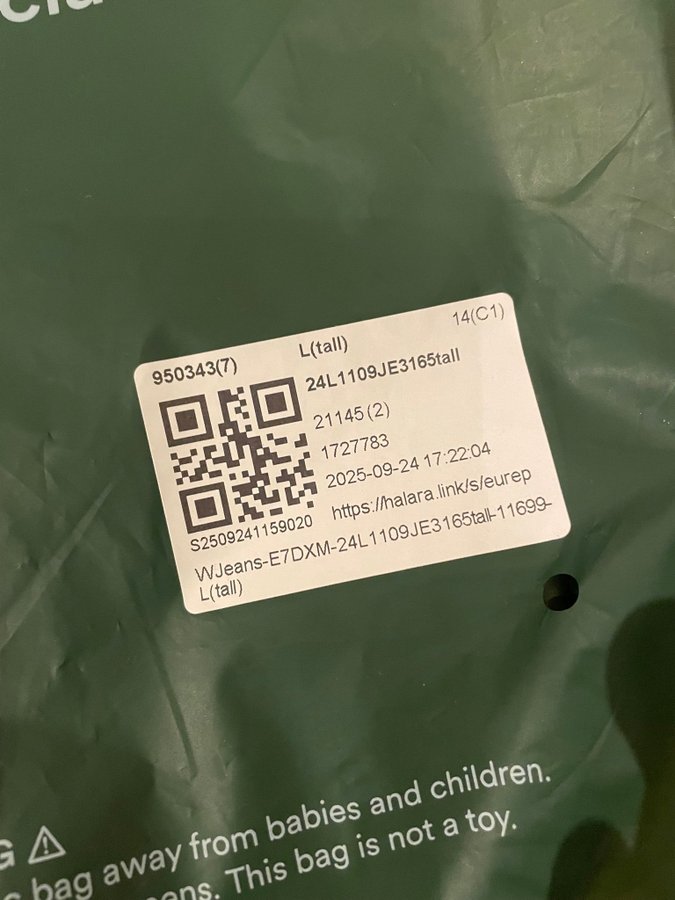 950343(7) L(tall) 14(C1)
24L1109JE3165tall
21145(2)
1727783
2025-09-24 17:22:04
https://halara.link/s/eurep
S2509241159020
WJeans-E7DXM-24L1109JE3165tall-11699-
L(tall)
bag away from babies and children.
This bag is not a toy.